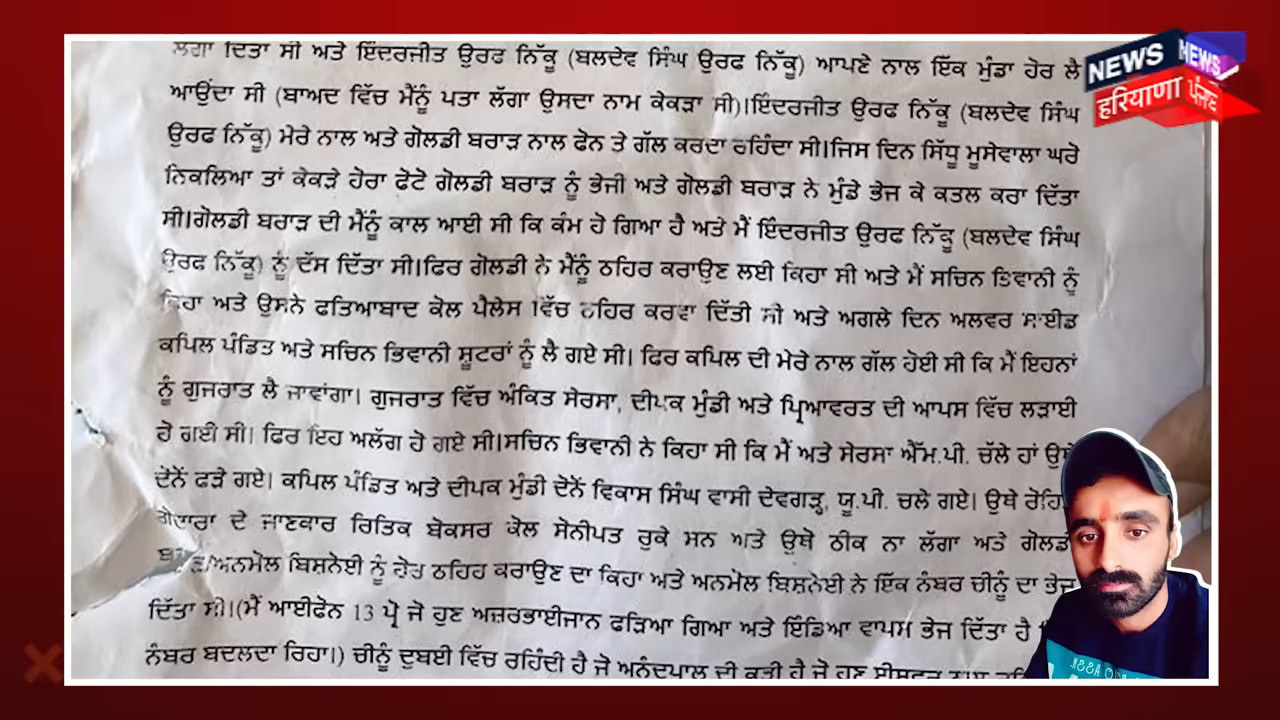 ਲਗਾ ਦਿਤਾ ਸੀ ਅਤੇ ਇੰਦਰਜੀਤ ਉਰਫ ਨਿੱਕੂ (ਬਲਦੇਵ ਸਿੰਘ ਉਰਫ ਨਿੱਕੂ) ਆਪਣੇ ਨਾਲ ਇੱਕ ਮੁੰਡਾ ਹੋਰ ਲੈ
ਆਉਂਦਾ ਸੀ (ਬਾਅਦ ਵਿੱਚ ਮੈਂਨੂੰ ਪਤਾ ਲੱਗਾ ਉਸਦਾ ਨਾਮ ਕੇਕੜਾ ਸੀ)।ਇੰਦਰਜੀਤ ਉਰਫ ਨਿੱਕੂ (ਬਲਦੇਵ ਸਿੰਘ
ਉਰਫ ਨਿੱਕੂ) ਮੇਰੇ ਨਾਲ ਅਤੇ ਗੋਲਡੀ ਬਰਾੜ ਨਾਲ ਫੋਨ ਤੇ ਗੱਲ ਕਰਦਾ ਰਹਿੰਦਾ ਸੀ।ਜਿਸ ਦਿਨ ਸਿੱਧੂ ਮੂਸੇਵਾਲਾ ਘਰੋ
ਨਿਕਲਿਆ ਤਾਂ ਕੇਕੜੇ ਹੋਰਾ ਫੋਟੋ ਗੋਲਡੀ ਬਰਾੜ ਨੂੰ ਭੇਜੀ ਅਤੇ ਗੋਲਡੀ ਬਰਾੜ ਨੇ ਮੁੰਡੇ ਭੇਜ ਕੇ ਕਤਲ ਕਰਾ ਦਿੱਤਾ
ਸੀ।ਗੋਲਡੀ ਬਰਾੜ ਦੀ ਮੈਂਨੂੰ ਕਾਲ ਆਈ ਸੀ ਕਿ ਕੰਮ ਹੋ ਗਿਆ ਹੈ ਅਤੇ ਮੈਂ ਇੰਦਰਜੀਤ ਉਰਫ ਨਿੱਕੂ (ਬਲਦੇਵ ਸਿੰਘ
ਉਰਫ ਨਿੱਕੂ) ਨੂੰ ਦੱਸ ਦਿੱਤਾ ਸੀ।ਫਿਰ ਗੋਲਡੀ ਨੇ ਮੈਂਨੂੰ ਠਹਿਰ ਕਰਾਉਣ ਲਈ ਕਿਹਾ ਸੀ ਅਤੇ ਮੈਂ ਸਚਿਨ ਭਿਵਾਨੀ ਨੂੰ
ਕਿਹਾ ਅਤੇ ਉਸਨੇ ਫਤਿਆਬਾਦ ਕੋਲ ਪੈਲੇਸ ਵਿੱਚ ਠਹਿਰ ਕਰਵਾ ਦਿੱਤੀ ਸੀ ਅਤੇ ਅਗਲੇ ਦਿਨ ਅਲਵਰ ਸਾਈਡ
ਕਪਿਲ ਪੰਡਿਤ ਅਤੇ ਸਚਿਨ ਭਿਵਾਨੀ ਸ਼ੂਟਰਾਂ ਨੂੰ ਲੈ ਗਏ ਸੀ। ਫਿਰ ਕਪਿਲ ਦੀ ਮੇਰੇ ਨਾਲ ਗੱਲ ਹੋਈ ਸੀ ਕਿ ਮੈਂ ਇਹਨਾਂ
ਨੂੰ ਗੁਜਰਾਤ ਲੈ ਜਾਵਾਂਗਾ। ਗੁਜਰਾਤ ਵਿੱਚ ਅੰਕਿਤ ਸੇਰਸਾ, ਦੀਪਕ ਮੁੰਡੀ ਅਤੇ ਪ੍ਰਿਆਵਰਤ ਦੀ ਆਪਸ ਵਿੱਚ ਲੜਾਈ
ਹੋ ਗਈ ਸੀ। ਫਿਰ ਇਹ ਅਲੱਗ ਹੋ ਗਏ ਸੀ।ਸਚਿਨ ਭਿਵਾਨੀ ਨੇ ਕਿਹਾ ਸੀ ਕਿ ਮੈਂ ਅਤੇ ਸੇਰਸਾ ਐੱਮ.ਪੀ. ਚੱਲੇ ਹਾਂ
ਦੋਨੋਂ ਫੜੇ ਗਏ। ਕਪਿਲ ਪੰਡਿਤ ਅਤੇ ਦੀਪਕ ਮੁੰਡੀ ਦੋਨੋਂ ਵਿਕਾਸ ਸਿੰਘ ਵਾਸੀ ਦੇਵਗੜ੍ਹ, ਯੂ.ਪੀ. ਚਲੇ ਗਏ। ਉਥੇ
ਦੇ ਜਾਣਕਾਰ ਰਿਤਿਕ ਬੋਕਸਰ ਕੋਲ ਸੋਨੀਪਤ ਰੁਕੇ ਸਨ ਅਤੇ ਉਥੋ ਠੀਕ ਨਾ ਲੱਗਾ ਅਤੇ ਗੋਲਡੀ
ਅਨਮੋਲ ਬਿਸ਼ਨੋਈ ਨੂੰ ਹੋਰ ਠਹਿਰ ਕਰਾਉਣ ਦਾ ਕਿਹਾ ਅਤੇ ਅਨਮੋਲ ਬਿਸ਼ਨੋਈ ਨੇ ਇੱਕ ਨੰਬਰ ਚੀਨੂੰ ਦਾ ਭੇਜ
ਦਿੱਤਾ ਸੀ।(ਮੈਂ ਆਈਫੋਨ 13 ਪ੍ਰੋ ਜੋ ਹੁਣ ਅਜ਼ਰਭਾਈਜਾਨ ਫੜਿਆ ਗਿਆ ਅਤੇ ਇੰਡਿਆ ਵਾਪਸ ਭੇਜ ਦਿੱਤਾ ਹੈ
ਨੰਬਰ ਬਦਲਦਾ ਰਿਹਾ।) ਚੀਨੂੰ ਦੁਬਈ ਵਿੱਚ ਰਹਿੰਦੀ ਹੈ ਜੋ ਅਨੰਦਪਾਲ ਦੀ ਕੁੜੀ ਹੈ ਜੋ ਹੁਣ
NEWS
हरियाणा
NEWS